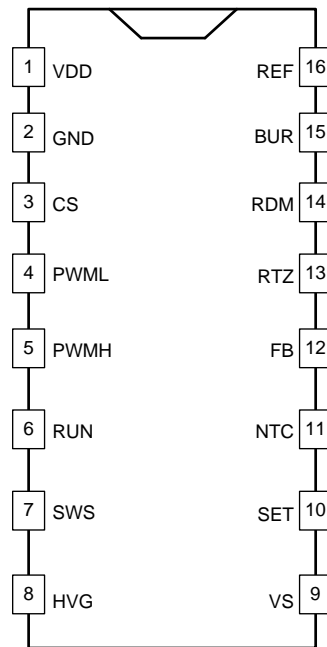 1 VDD REF 16
2 GND BUR 15
3 CS RDM 14
4 PWML RTZ 13
5 PWMH FB 12
6 RUN NTC 11
7 SWS SET 10
8 HVG VS 9